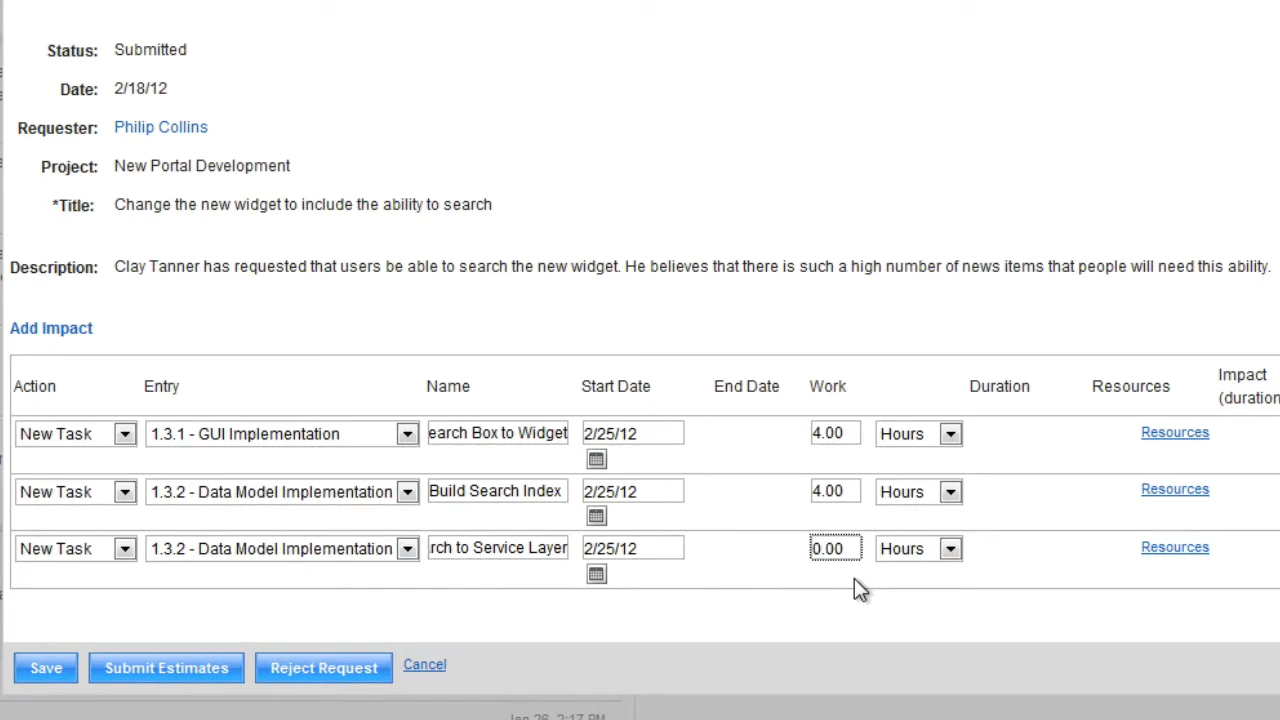 Status: Submitted
Date: 2/18/12
Requester: Philip Collins
Project: New Portal Development
*Title: Change the new widget to include the ability to search
Description: Clay Tanner has requested that users be able to search the new widget. He believes that there is such a high number of news items that people will need this ability.
Add Impact
Action Entry Name Start Date End Date Work Duration Resources Impact (duration
New Task 1.3.1 - GUI Implementation earch Box to Widget 2/25/12 4.00 Hours Resources
New Task 1.3.2 - Data Model Implementation Build Search Index 2/25/12 4.00 Hours Resources
New Task 1.3.2 - Data Model Implementation rch to Service Layer 2/25/12 0.00 Hours Resources
Save Submit Estimates Reject Request Cancel
Jan 26, 2:17 PM